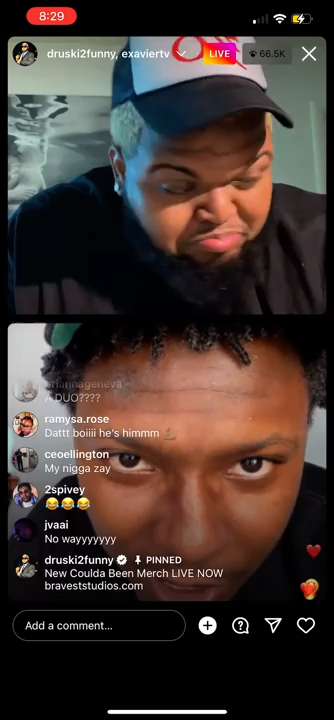 8:29
druski2funny, exaviertv
LIVE
66.5K
briannageneva
A DUO????
ramysa.rose
Dattt boiiii he's himmm
ceoellington
My nigga zay
2spivey
😂😂😂
jvaai
No wayyyyyyy
druski2funny PINNED
New Coulda Been Merch LIVE NOW
braveststudios.com
Add a comment...